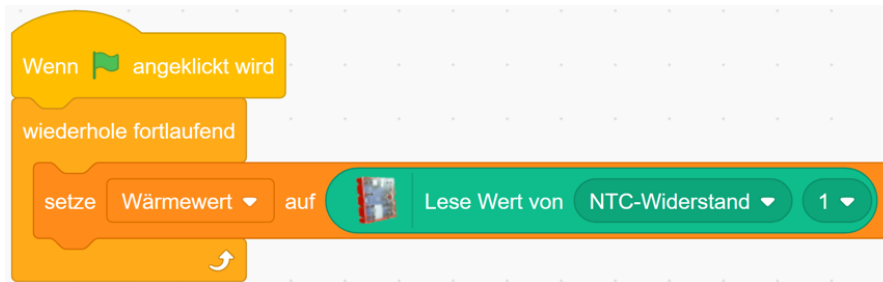 Wenn angeklickt wird
wiederhole fortlaufend
setze Wärmewert auf Lese Wert von NTC-Widerstand 1